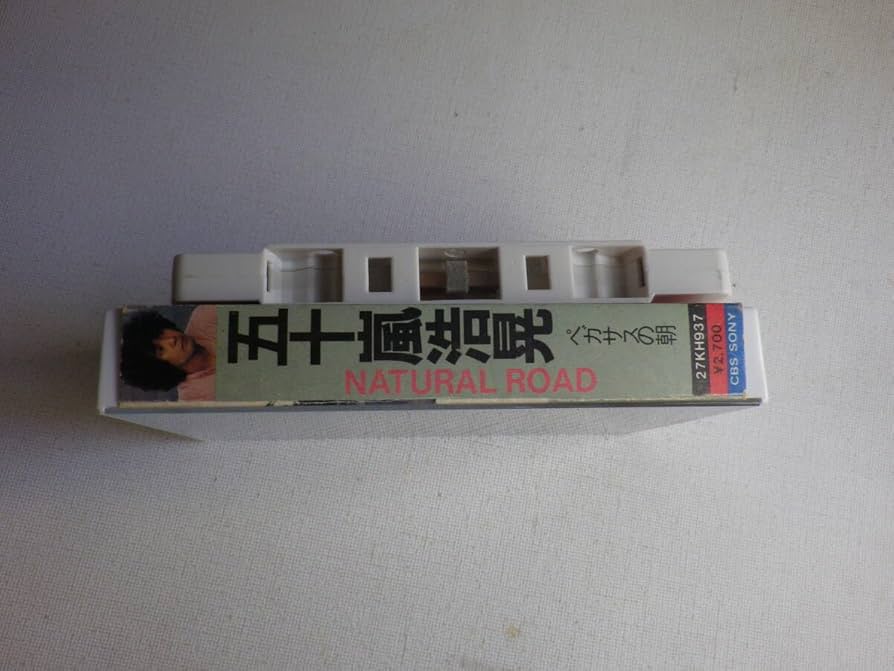 五十嵐浩晃
ペガサスの朝
NATURAL ROAD
27KH937
¥2,700
CBS/SONY